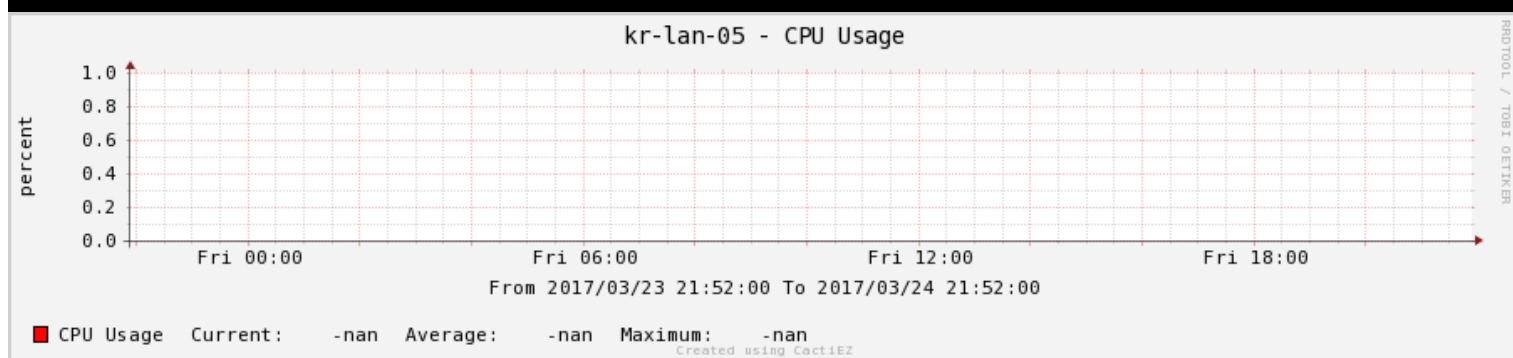 kr-lan-05 - CPU Usage
RRDTOOL / TOBI OETIKER
percent
1.0
0.8
0.6
0.4
0.2
0.0
Fri 00:00 Fri 06:00 Fri 12:00 Fri 18:00
From 2017/03/23 21:52:00 To 2017/03/24 21:52:00
CPU Usage Current: -nan Average: -nan Maximum: -nan
Created using CactiEZ